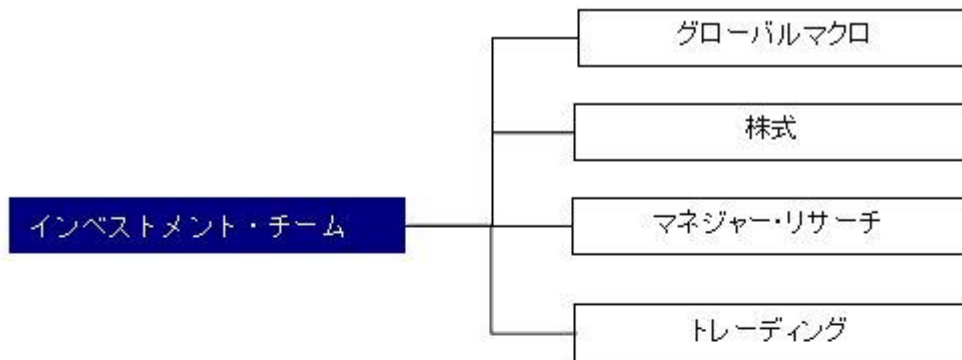 グローバルマクロ
株式
インベストメント・チーム
マネジャー・リサーチ
トレーディング